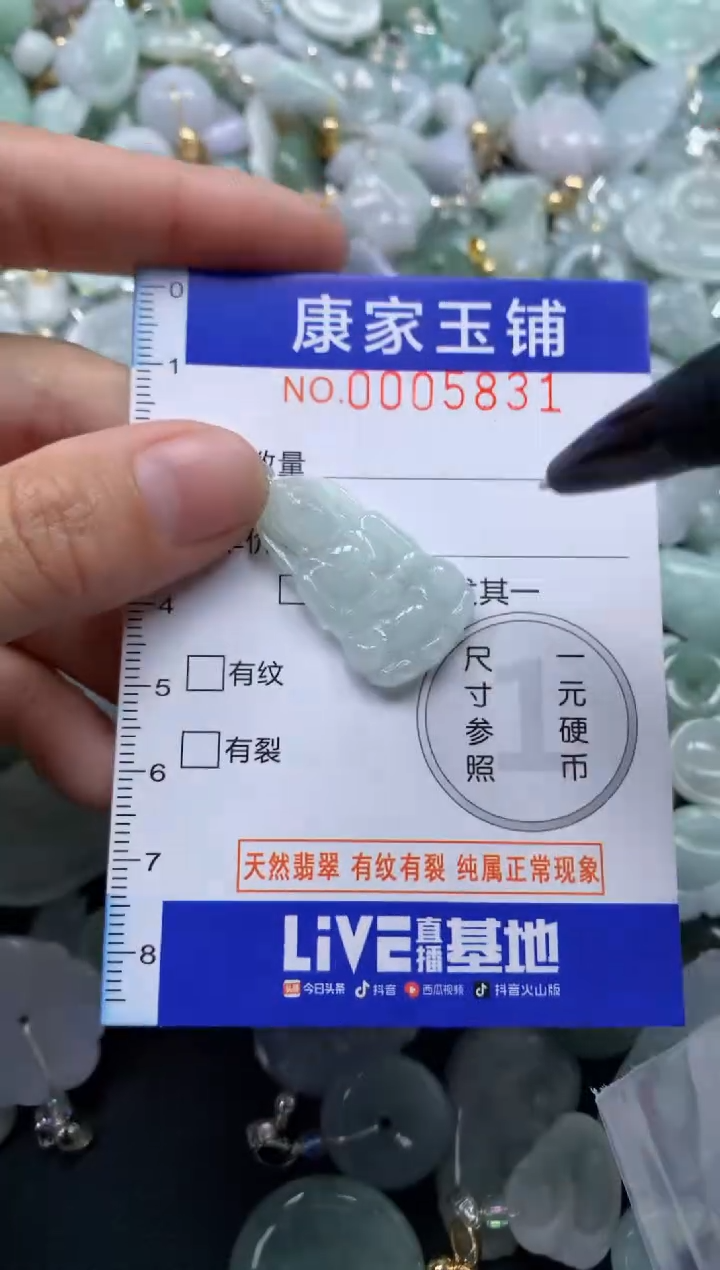 0
康家玉铺
1
NO.0005831
数量
其一
4
尺寸参照
一元硬币
1
5
有纹
有裂
6
7
天然翡翠 有纹有裂 纯属正常现象
LiVE直播基地
8
今日头条 抖音 西瓜视频 抖音火山版